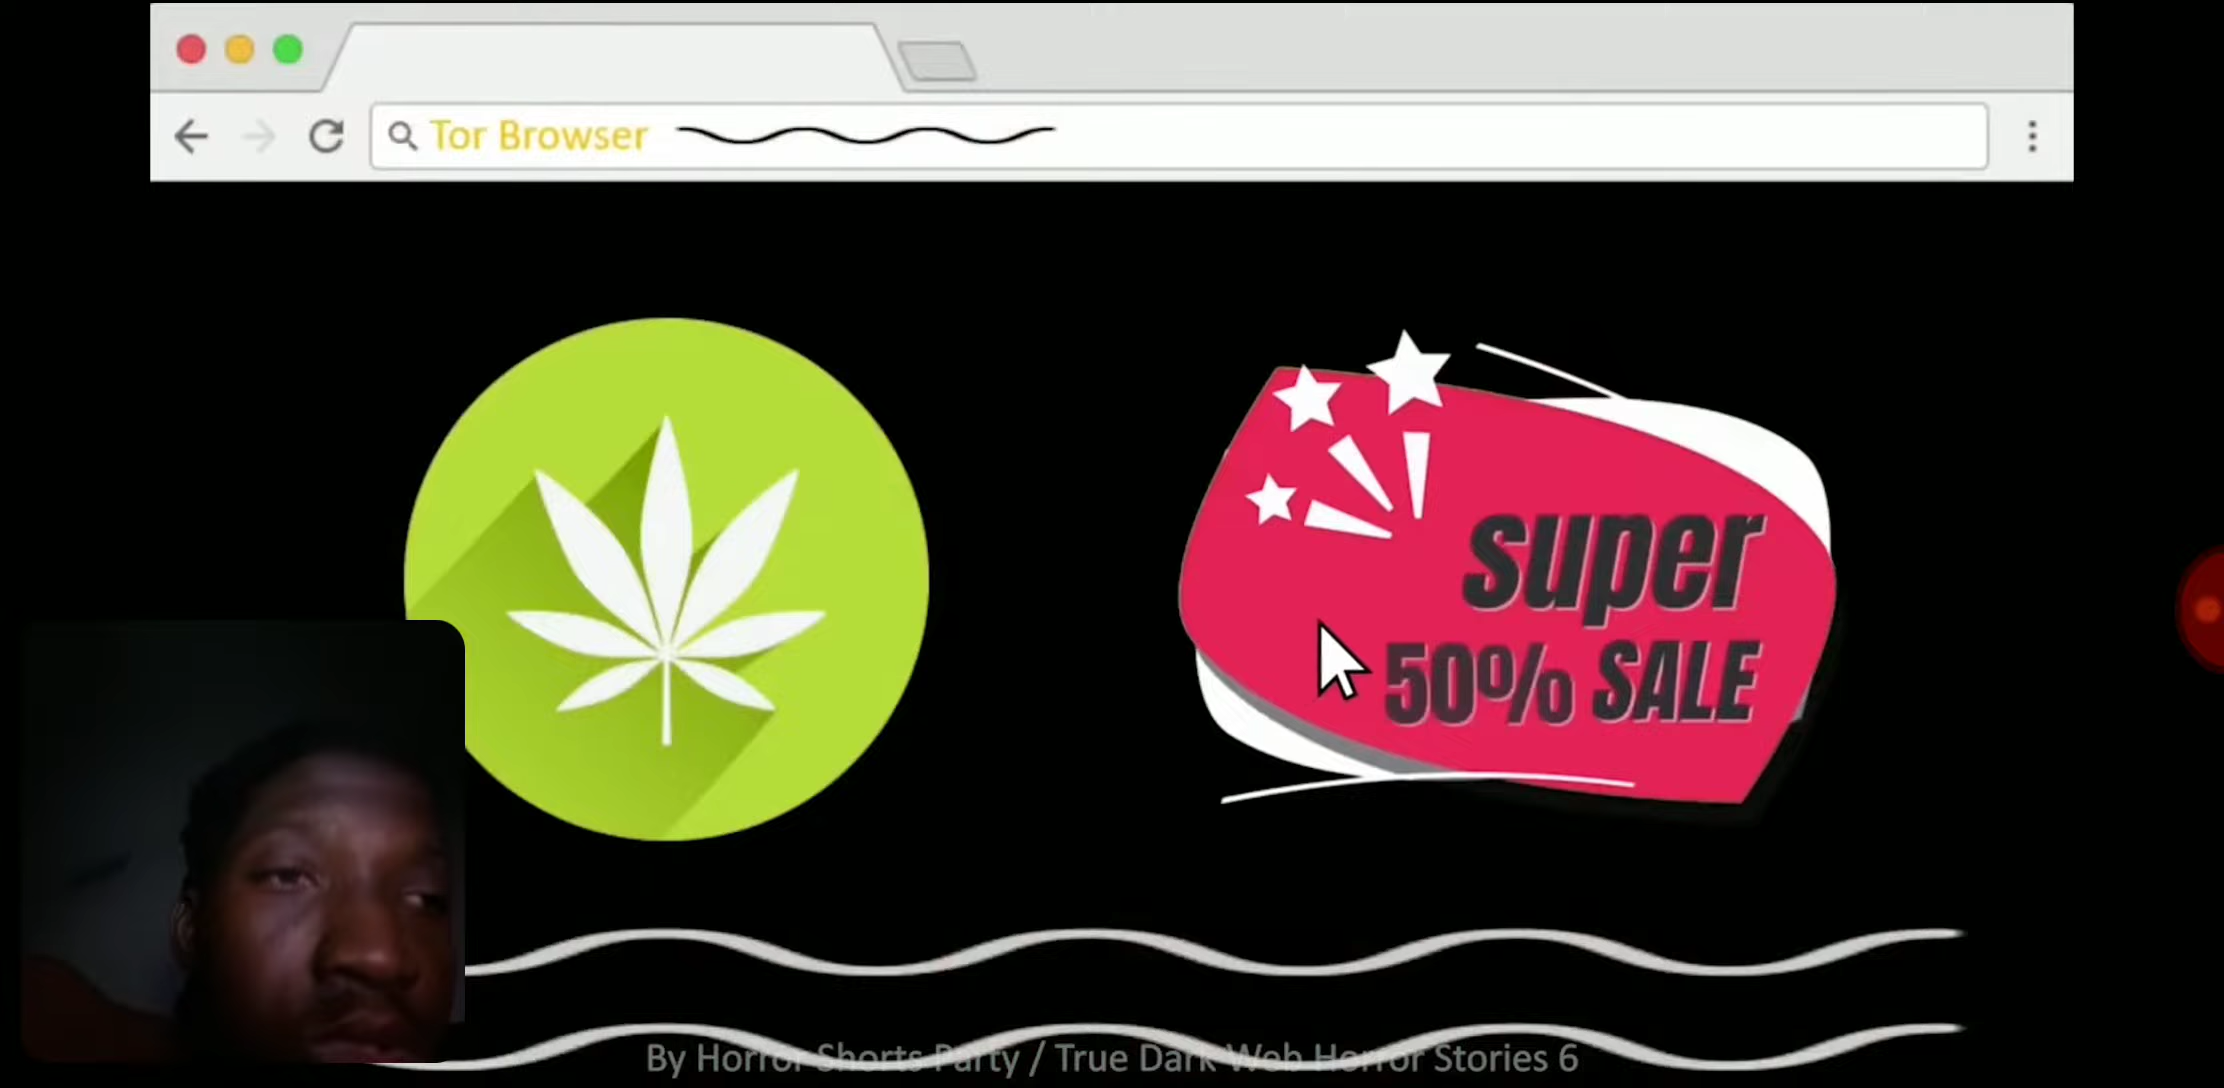 Tor Browser
super
50% SALE
By Horror Shorts Party / True Dark Web Horror Stories 6